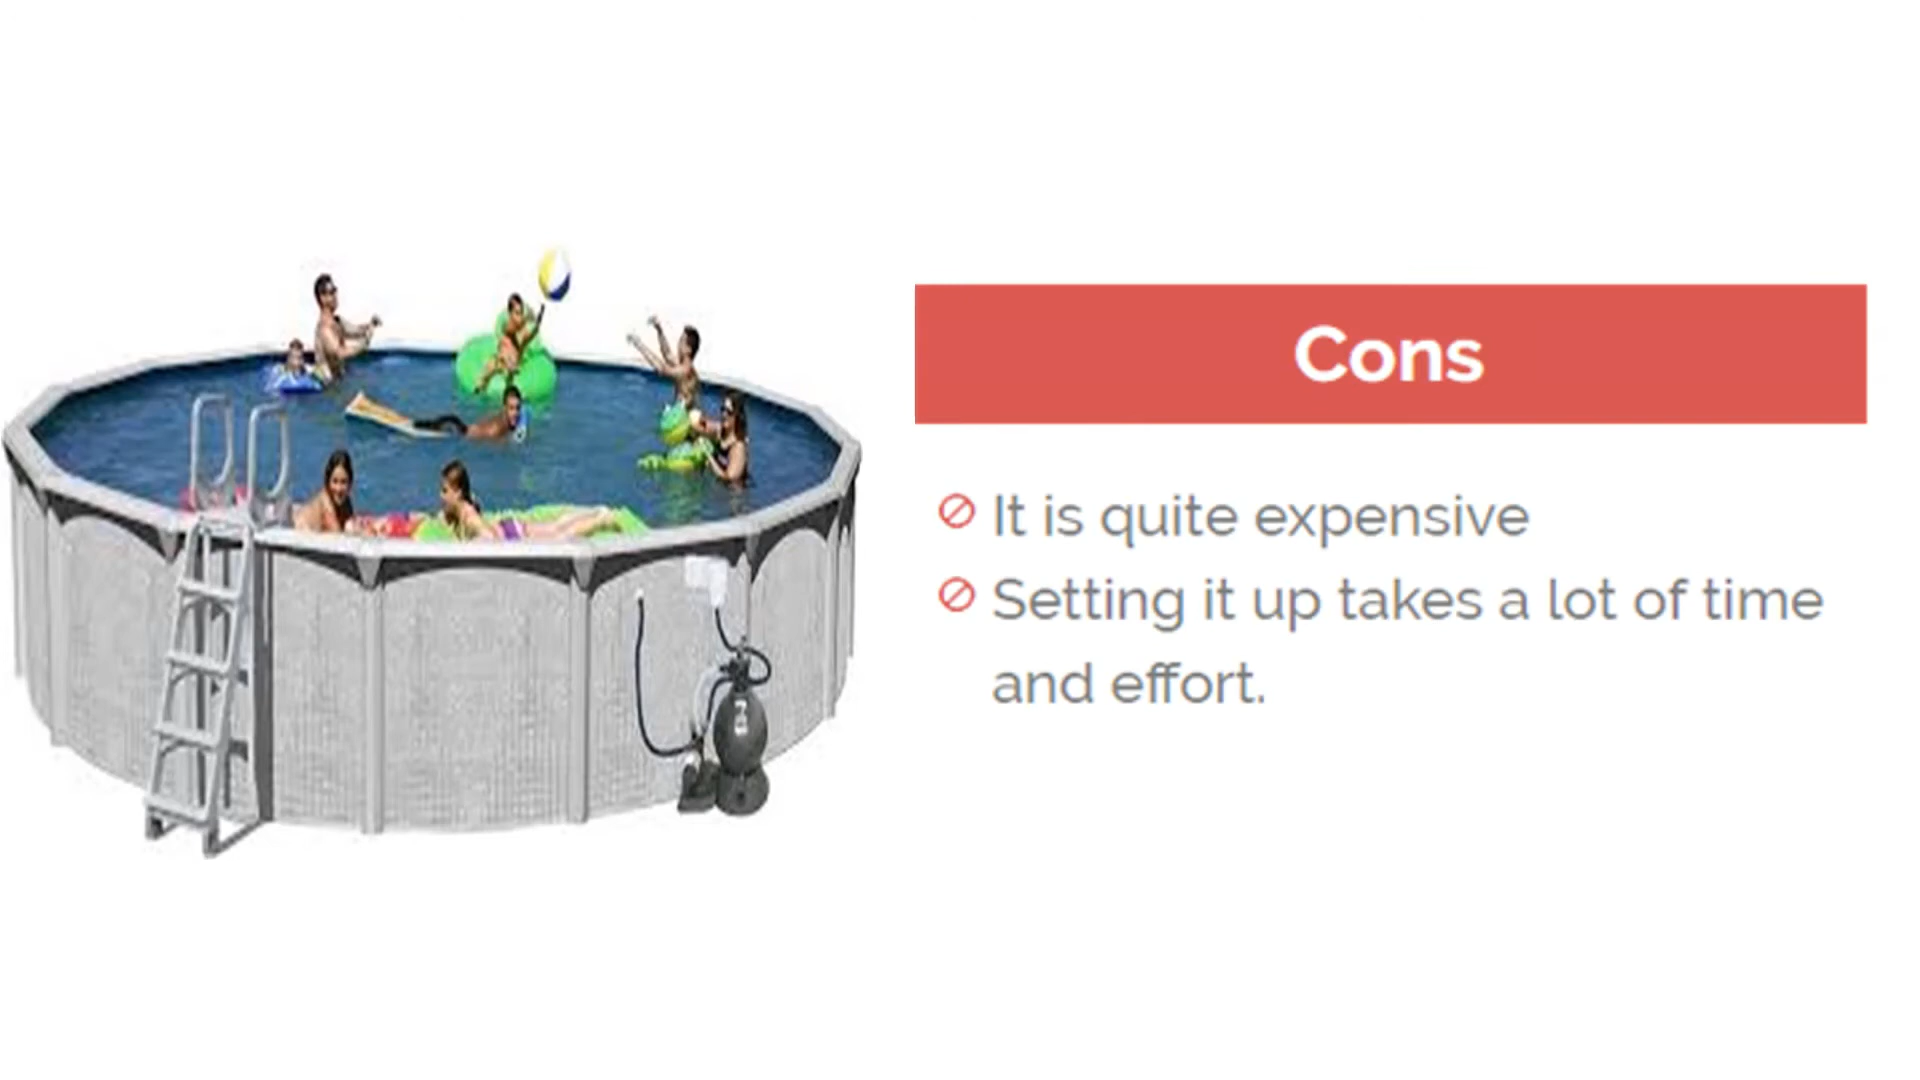 Cons
It is quite expensive
Setting it up takes a lot of time
and effort.